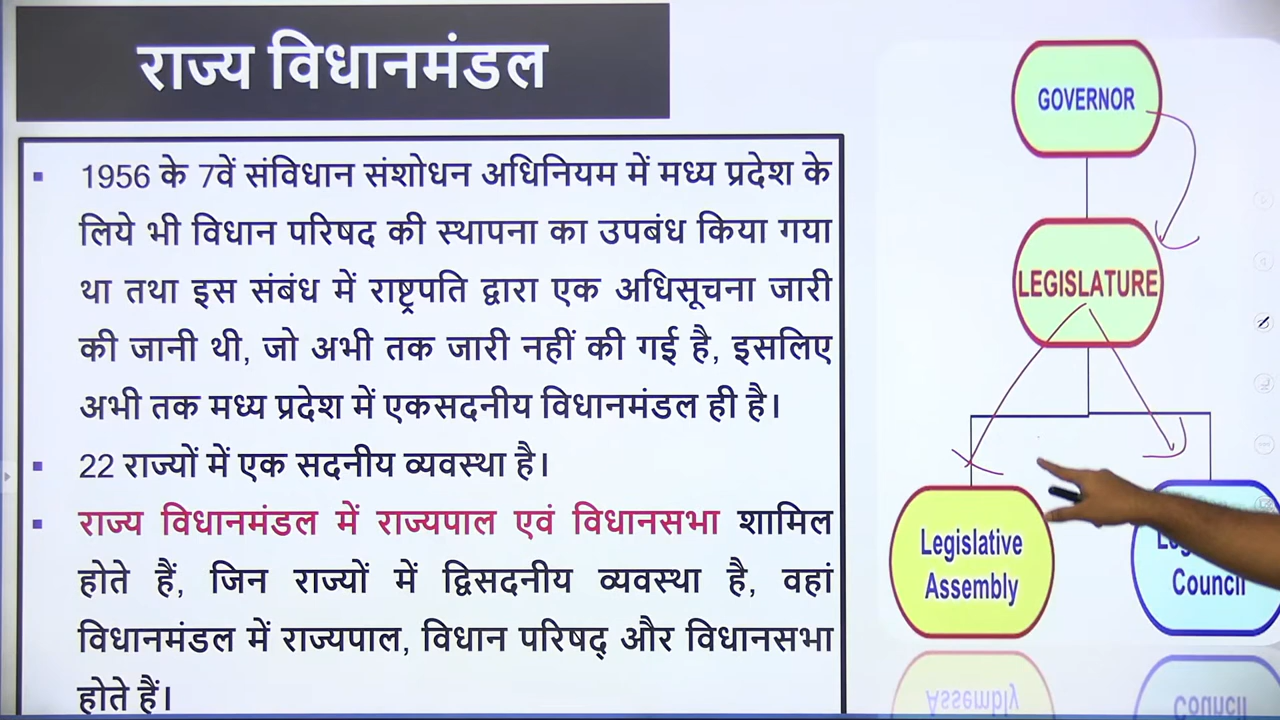 राज्य विधानमंडल
▪ 1956 के 7वें संविधान संशोधन अधिनियम में मध्य प्रदेश के
लिये भी विधान परिषद की स्थापना का उपबंध किया गया
था तथा इस संबंध में राष्ट्रपति द्वारा एक अधिसूचना जारी
की जानी थी, जो अभी तक जारी नहीं की गई है, इसलिए
अभी तक मध्य प्रदेश में एकसदनीय विधानमंडल ही है।
▪ 22 राज्यों में एक सदनीय व्यवस्था है।
▪ राज्य विधानमंडल में राज्यपाल एवं विधानसभा शामिल
होते हैं, जिन राज्यों में द्विसदनीय व्यवस्था है, वहां
विधानमंडल में राज्यपाल, विधान परिषद् और विधानसभा
होते हैं।
GOVERNOR
LEGISLATURE
Legislative
Assembly
Council
Assembly
Council